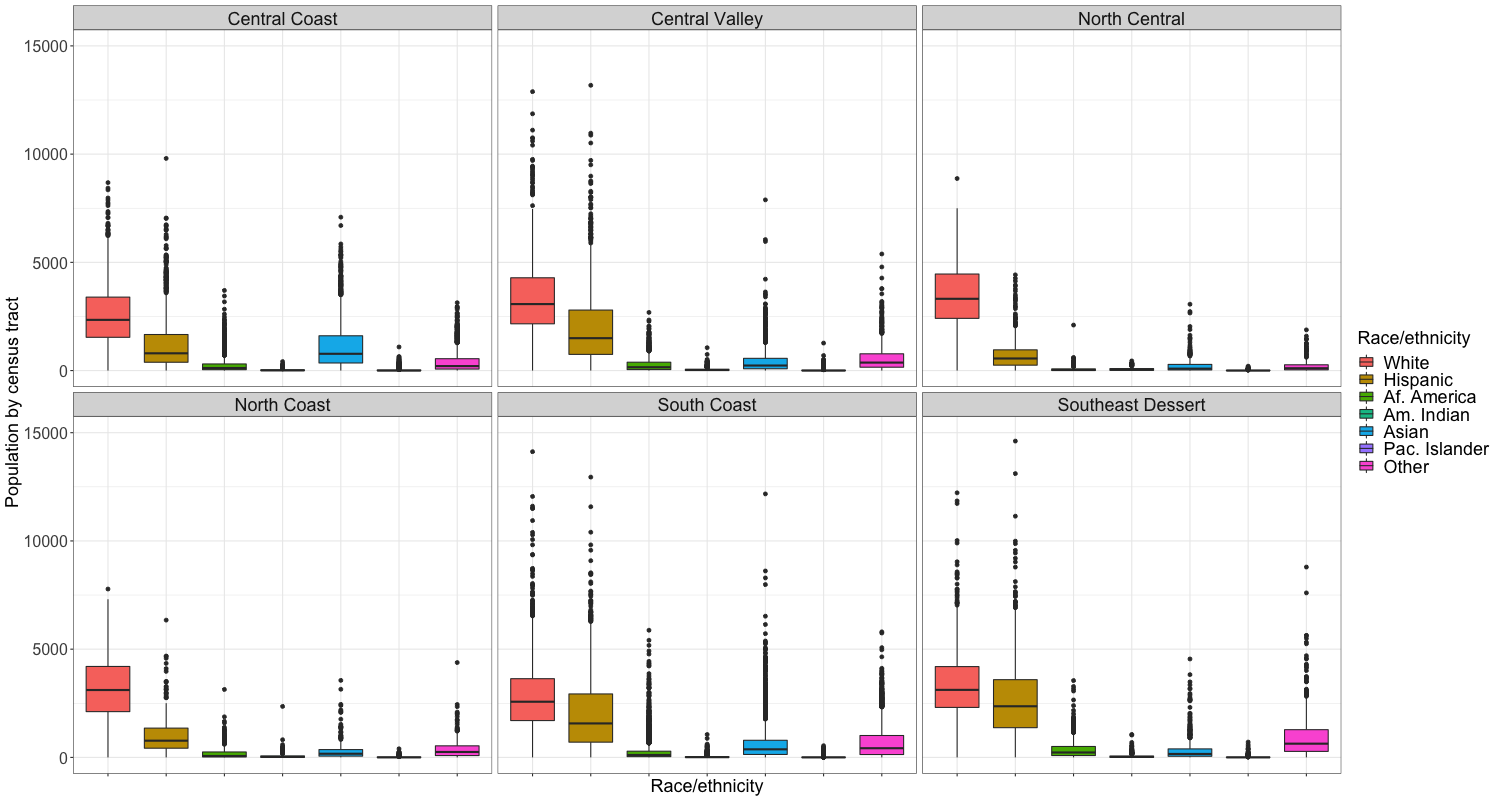 Central Coast
Central Valley
North Central
15000
10000
5000
0
North Coast
South Coast
Southeast Dessert
15000
10000
5000
0
Population by census tract
Race/ethnicity
Race/ethnicity
White
Hispanic
Af. America
Am. Indian
Asian
Pac. Islander
Other